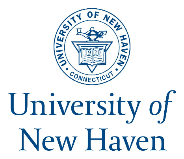 UNIVERSITY OF NEW HAVEN
• CONNECTICUT •
University of
New Haven